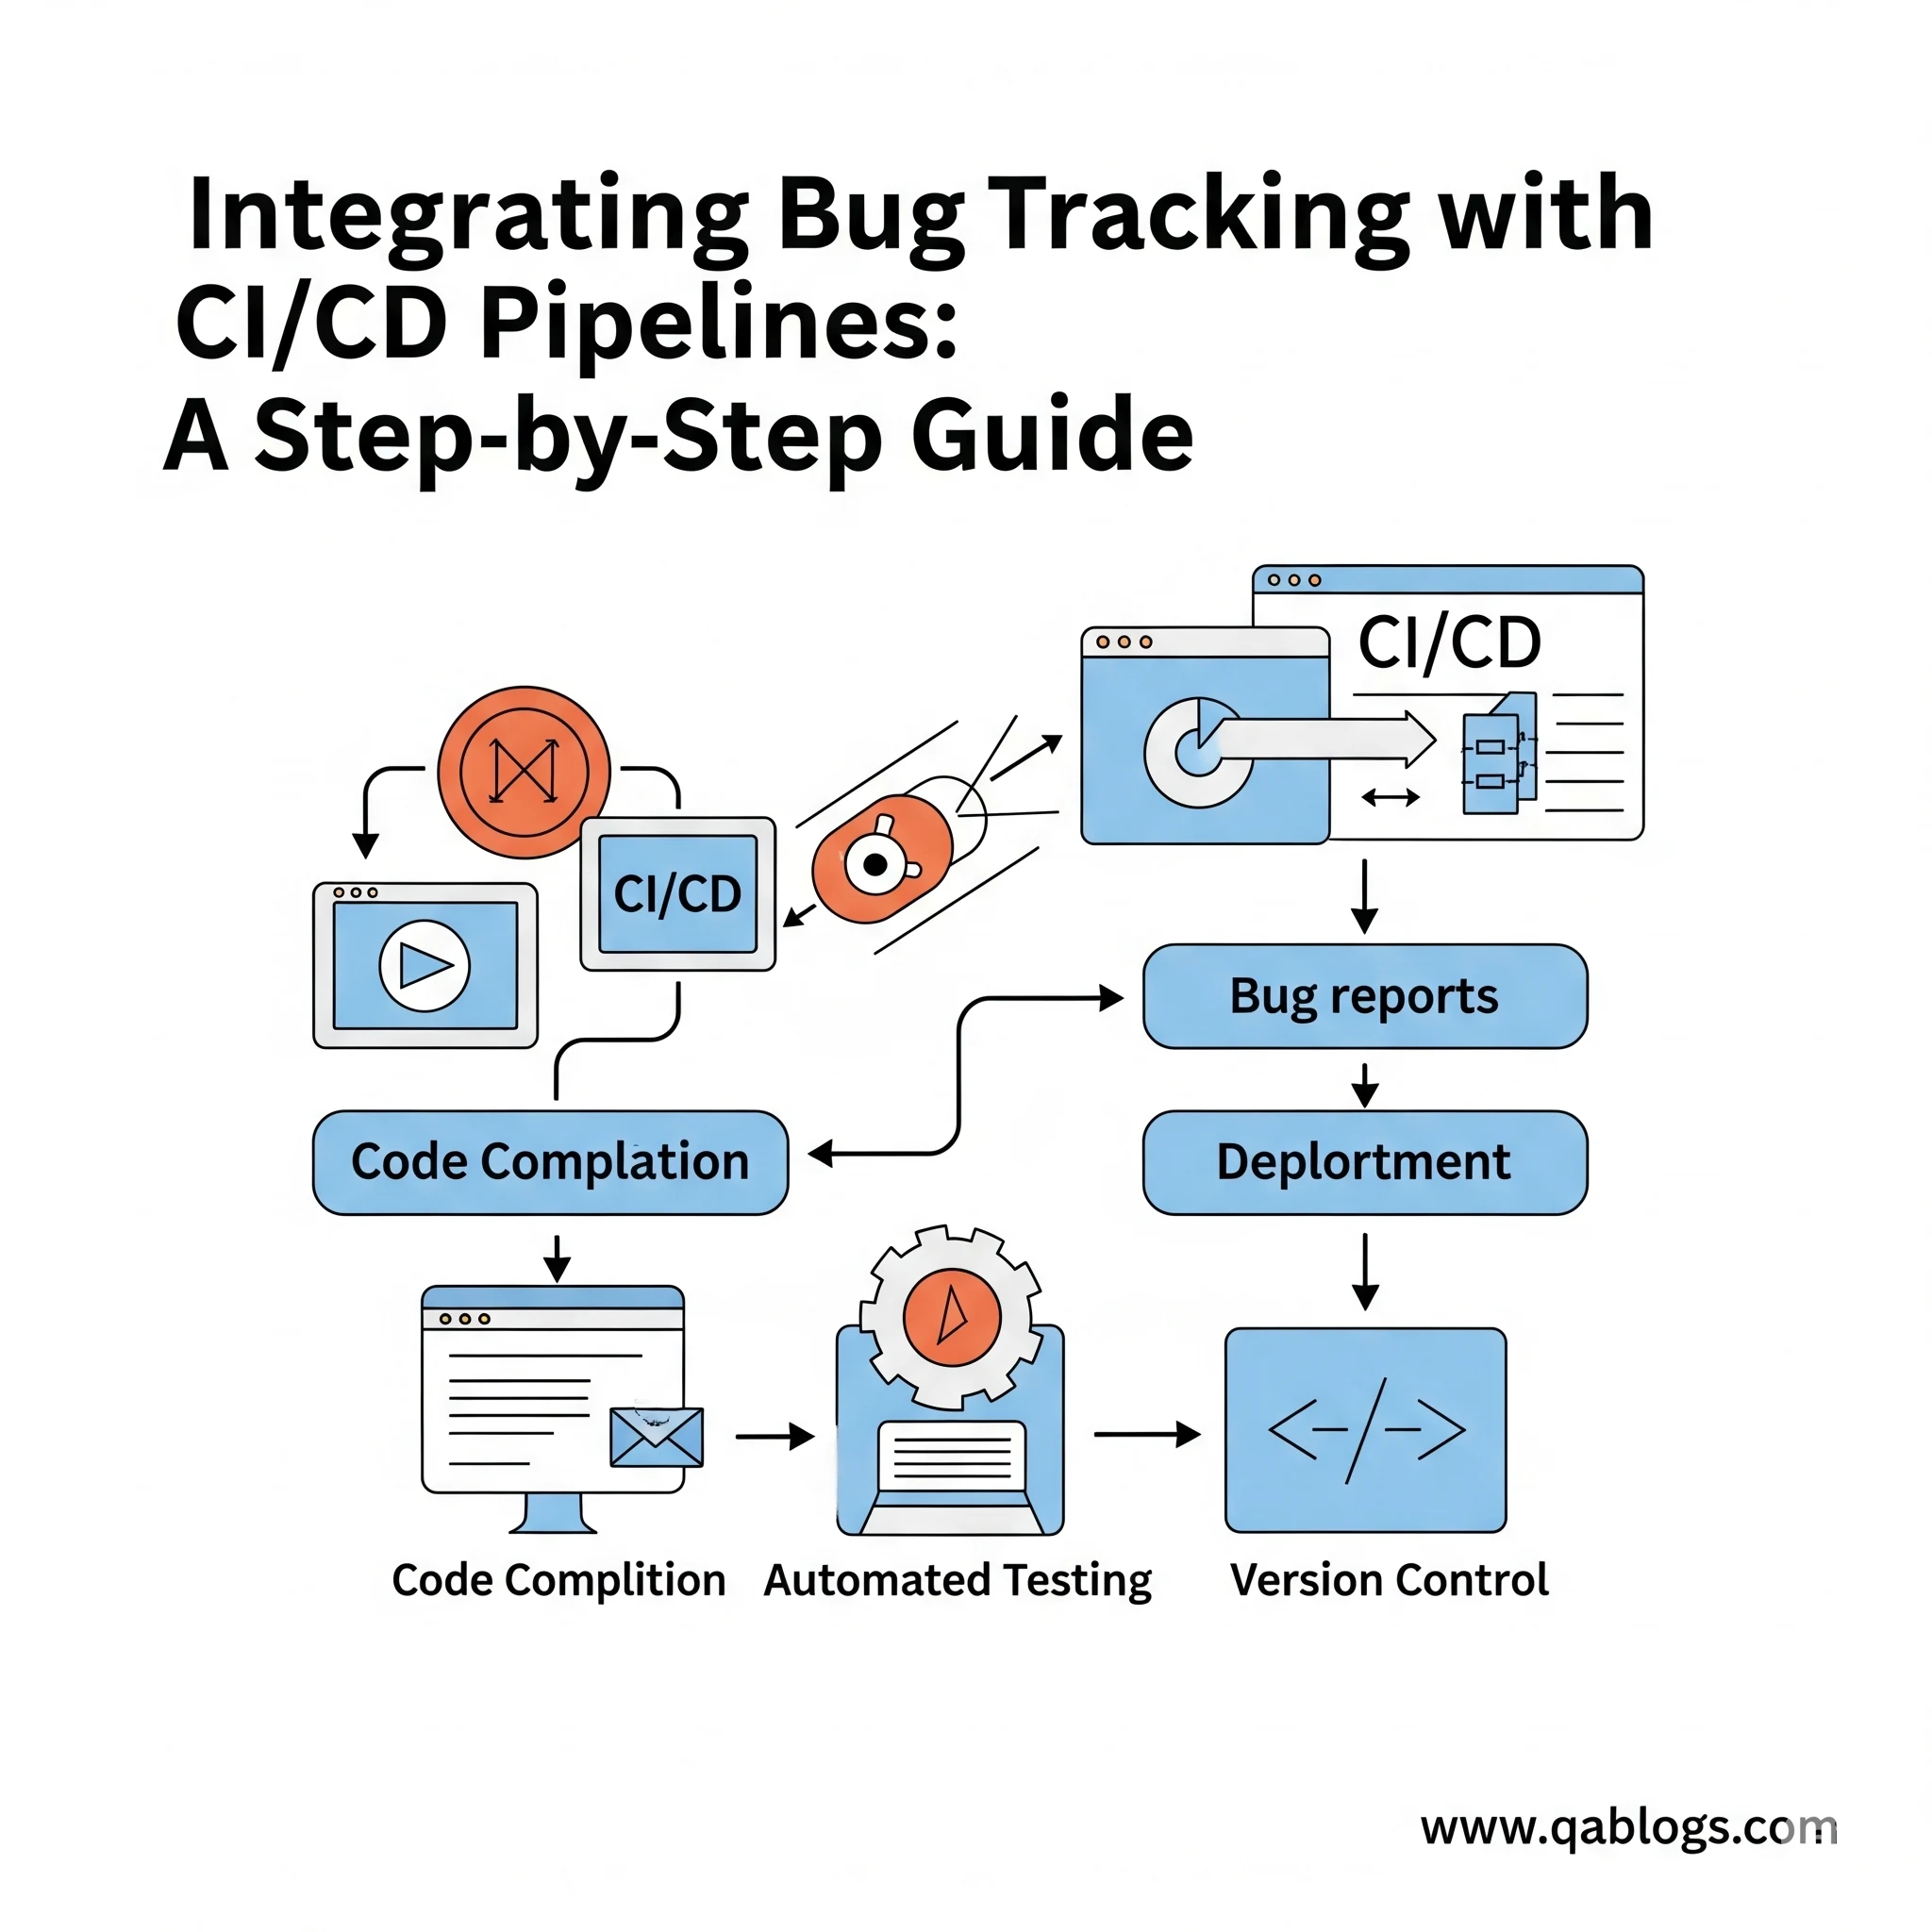 Integrating Bug Tracking with
CI/CD Pipelines:
A Step-by-Step Guide
CI/CD
CI/CD
Bug reports
Code Complation
Deplortment
Code Complition
Automated Testing
Version Control
www.qablogs.com